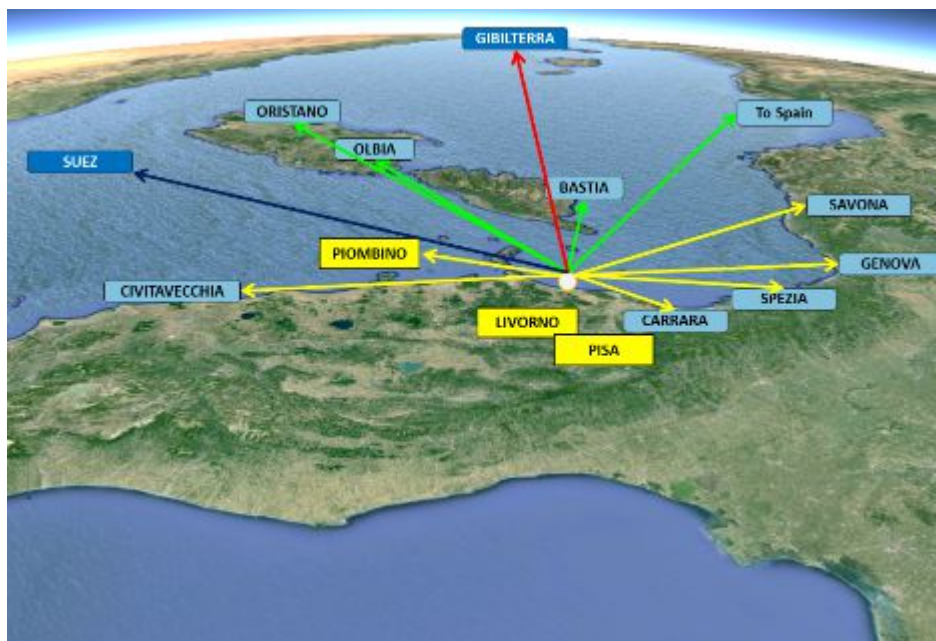 GIBILTERRA
ORISTANO
To Spain
OLBIA
SUEZ
BASTIA
SAVONA
PIOMBINO
GENOVA
CIVITAVECCHIA
SPEZIA
LIVORNO
CARRARA
PISA